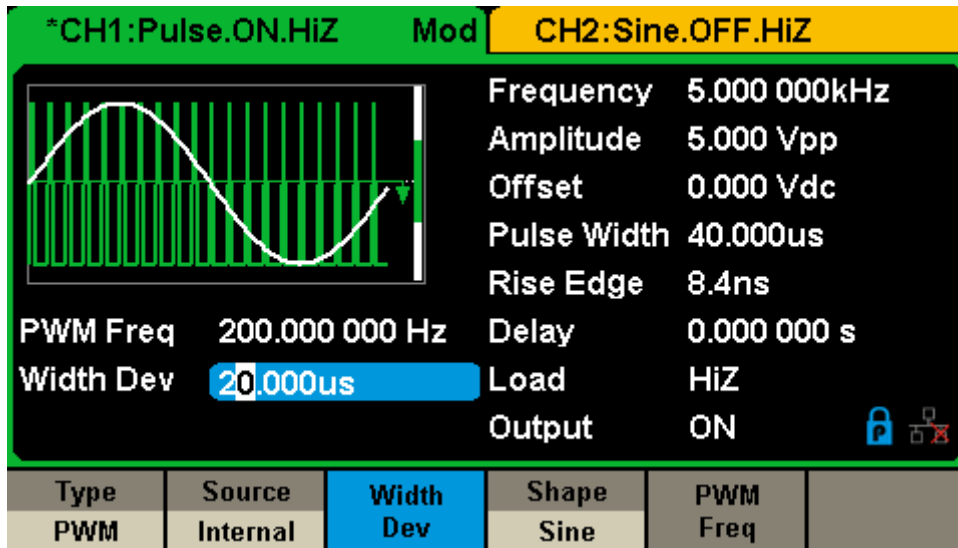 *CH1:Pulse.ON.HiZ Mod
CH2:Sine.OFF.HiZ
Frequency 5.000 000kHz
Amplitude 5.000 Vpp
Offset 0.000 Vdc
Pulse Width 40.000us
Rise Edge 8.4ns
PWM Freq 200.000 000 Hz
Delay 0.000 000 s
Width Dev 20.000us
Load HiZ
Output ON
P
Type
PWM
Source
Internal
Width
Dev
Shape
Sine
PWM
Freq